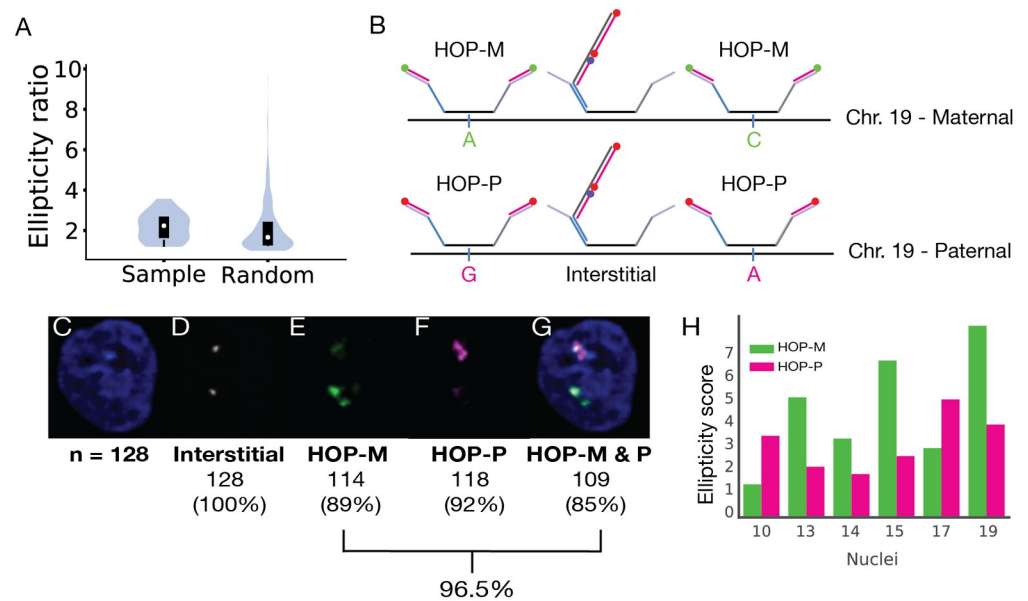 A
Ellipticity ratio
10
8
6
4
2
Sample Random
B
HOP-M HOP-M
A C
Chr. 19 - Maternal
HOP-P HOP-P
Chr. 19 - Paternal
G Interstitial A
C D E F G
n = 128 Interstitial HOP-M HOP-P HOP-M & P
128 114 118 109
(100%) (89%) (92%) (85%)
96.5%
H
Ellipticity score
7
6
5
4
3
2
1
0
HOP-M
HOP-P
10 13 14 15 17 19
Nuclei